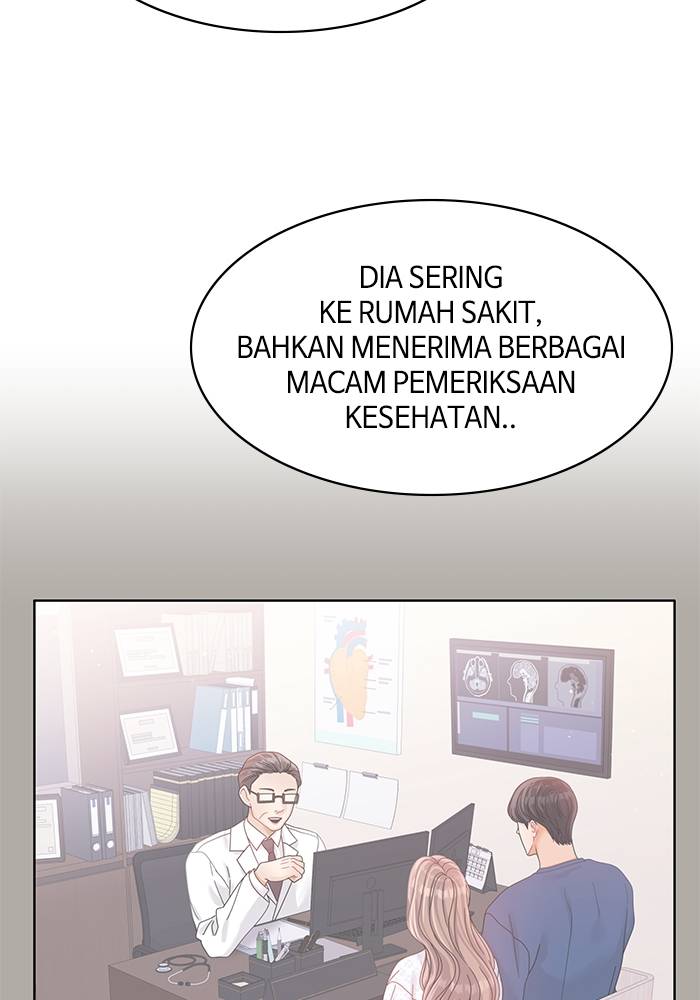 DIA SERING
KE RUMAH SAKIT,
BAHKAN MENERIMA BERBAGAI
MACAM PEMERIKSAAN
KESEHATAN..